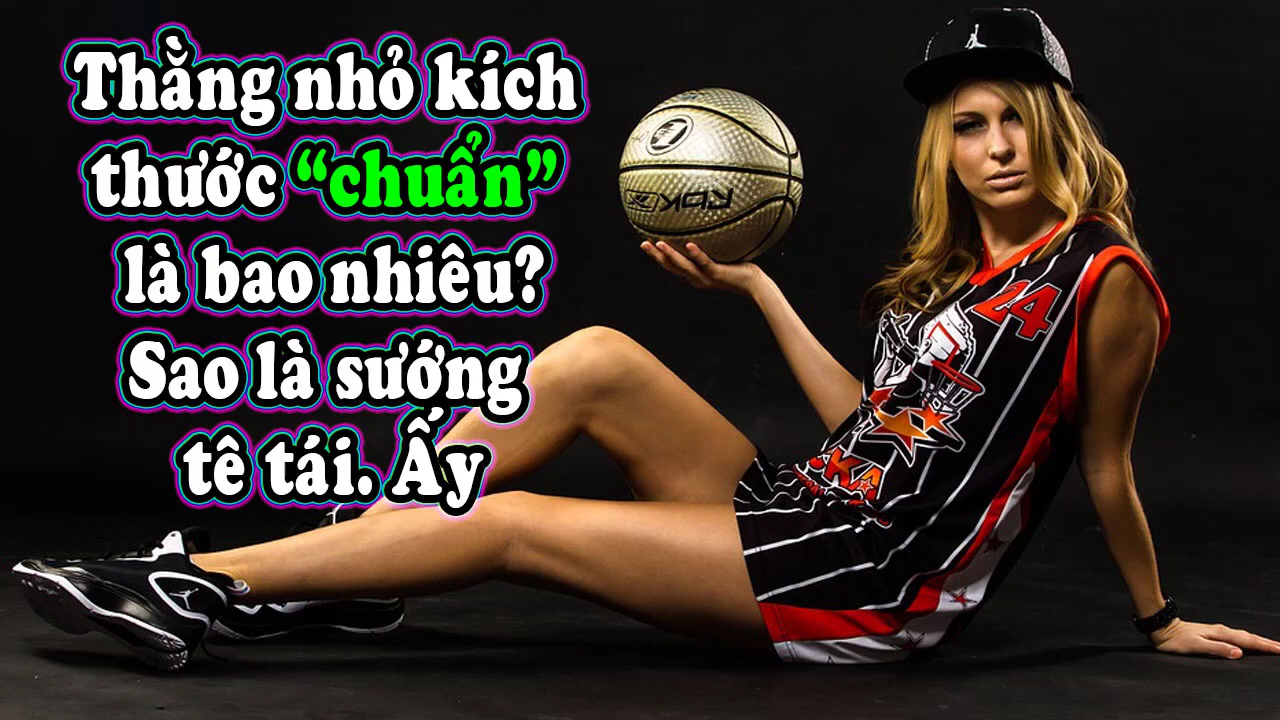 Thằng nhỏ kích
thước “chuẩn”
là bao nhiêu?
Sao là sướng
tê tái. Ấy
24